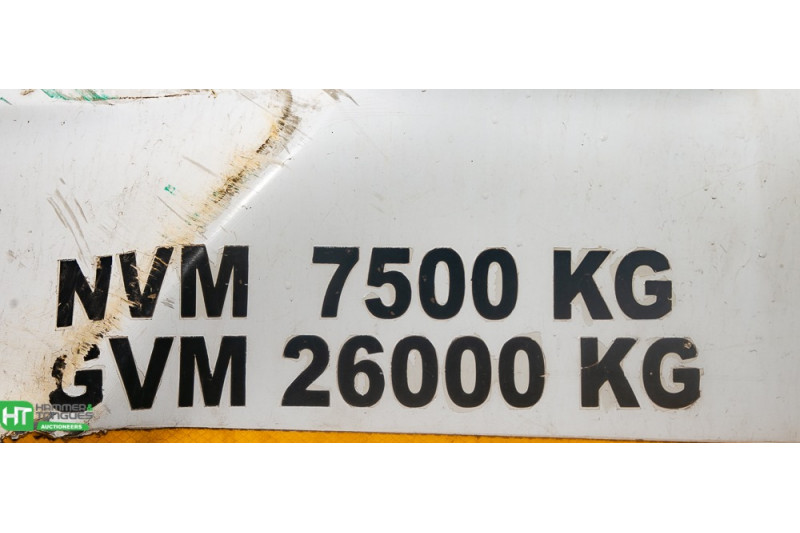 NVM 7500 KG
GVM 26000 KG
HT HAMMER&
TONGUES
AUCTIONEERS